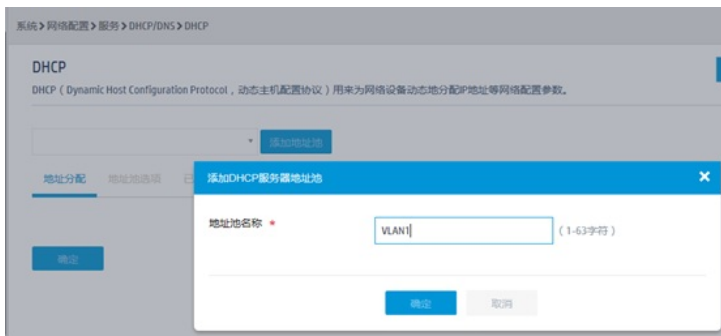 系统>网络配置>服务>DHCP/DNS>DHCP
DHCP
DHCP（Dynamic Host Configuration Protocol，动态主机配置协议）用来为网络设备动态地分配IP地址等网络配置参数。
添加地址池
地址分配 地址池选项 已
添加DHCP服务器地址池
地址池名称 * VLAN1 （1-63字符）
确定
确定 取消